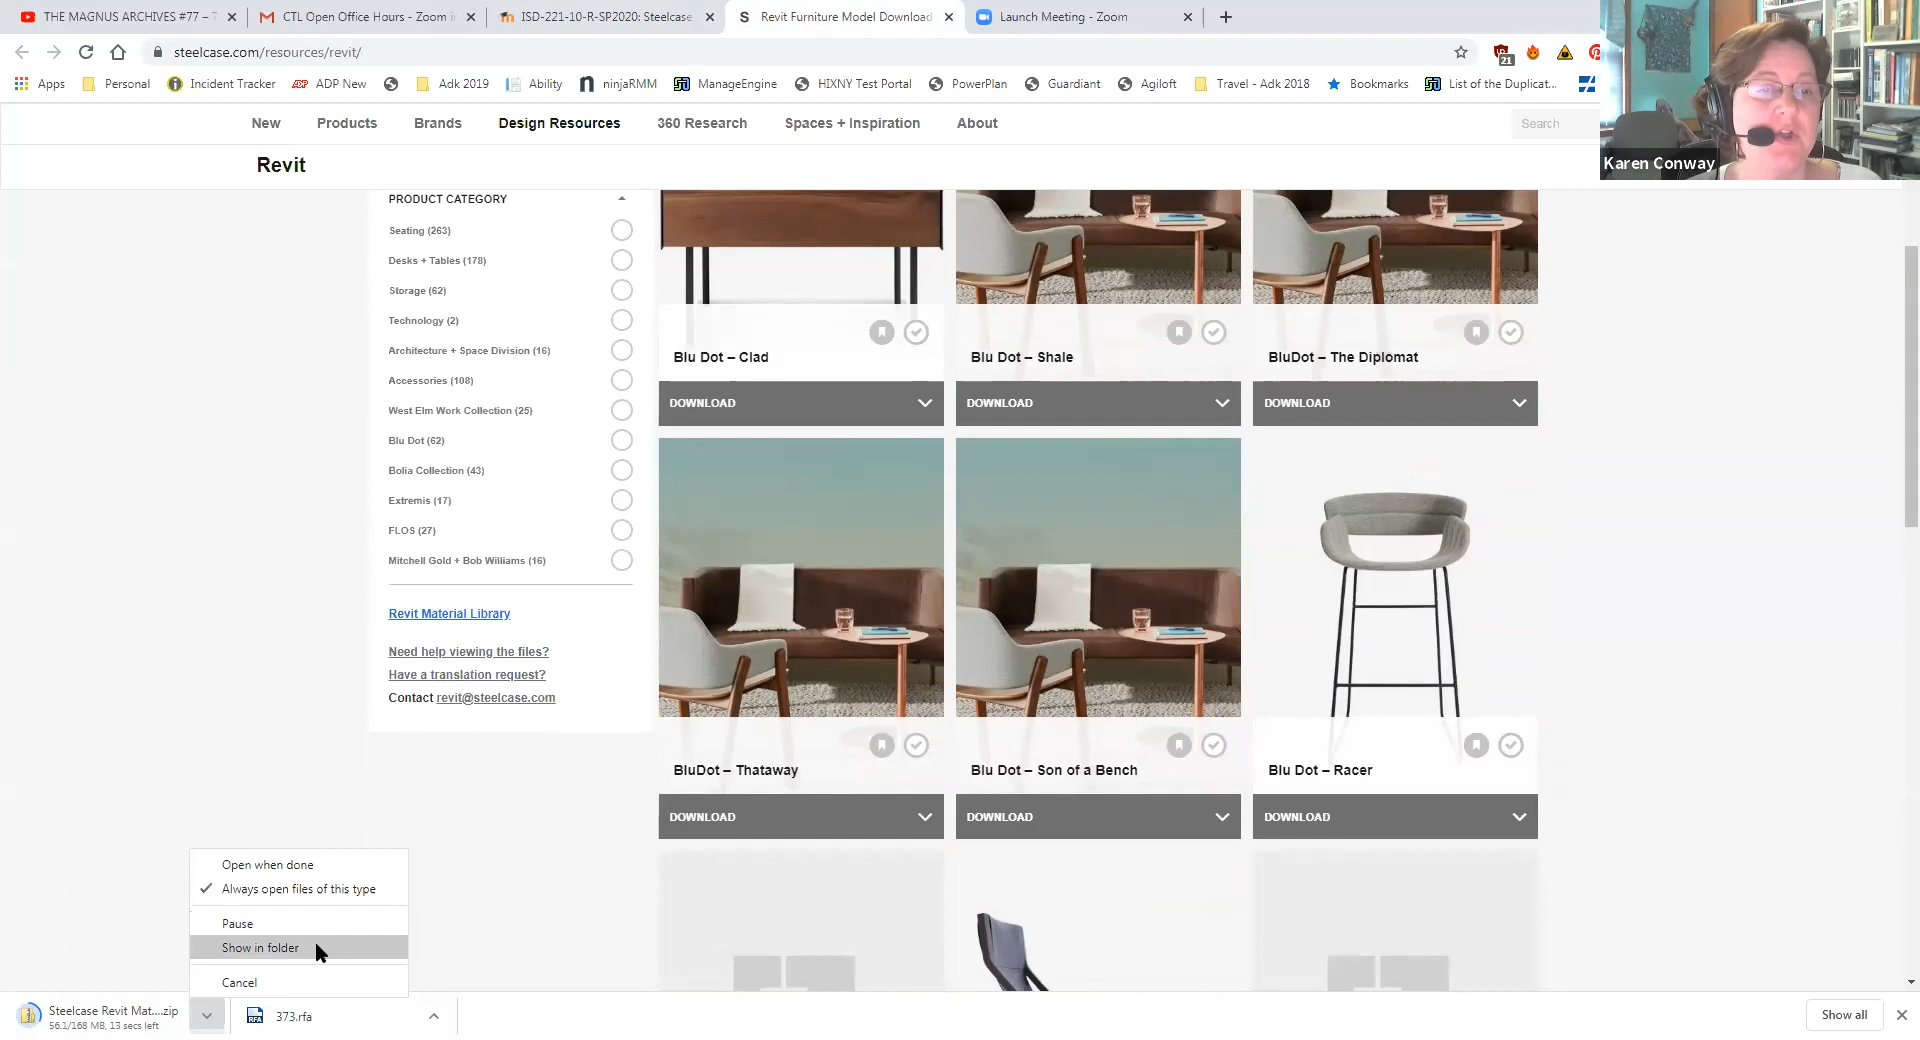 THE MAGNUS ARCHIVES #77 – T
CTL Open Office Hours - Zoom in
ISD-221-10-R-SP2020: Steelcase
Revit Furniture Model Download
Launch Meeting - Zoom
steelcase.com/resources/revit/
21
Apps
Personal
Incident Tracker
ADP New
Adk 2019
Ability
ninjaRMM
ManageEngine
HIXNY Test Portal
PowerPlan
Guardiant
Agiloft
Travel - Adk 2018
Bookmarks
List of the Duplicat...
New
Products
Brands
Design Resources
360 Research
Spaces + Inspiration
About
Search
Karen Conway
Revit
PRODUCT CATEGORY
Seating (263)
Desks + Tables (178)
Storage (62)
Technology (2)
Architecture + Space Division (16)
Accessories (108)
West Elm Work Collection (25)
Blu Dot (62)
Bolia Collection (43)
Extremis (17)
FLOS (27)
Mitchell Gold + Bob Williams (16)
Revit Material Library
Need help viewing the files?
Have a translation request?
Contact revit@steelcase.com
Blu Dot – Clad
Blu Dot – Shale
BluDot – The Diplomat
DOWNLOAD
DOWNLOAD
DOWNLOAD
BluDot – Thataway
Blu Dot – Son of a Bench
Blu Dot – Racer
DOWNLOAD
DOWNLOAD
DOWNLOAD
Open when done
Always open files of this type
Pause
Show in folder
Cancel
Steelcase Revit Mat....zip
56.1/168 MB, 13 secs left
RFA
373.rfa
Show all